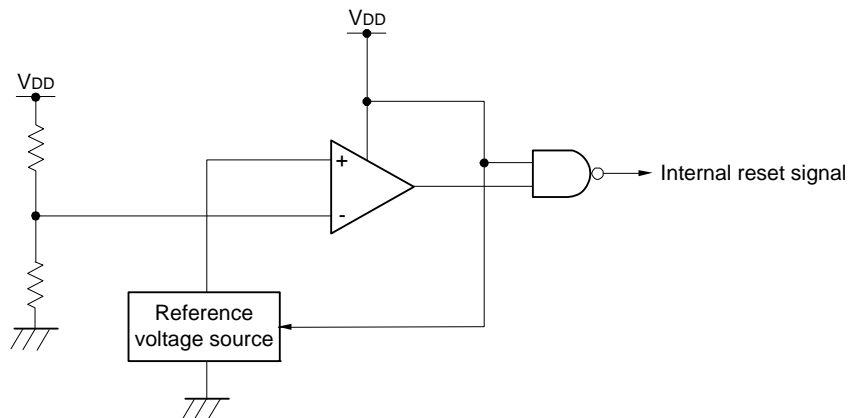 VDD
VDD
+
-
Internal reset signal
Reference
voltage source